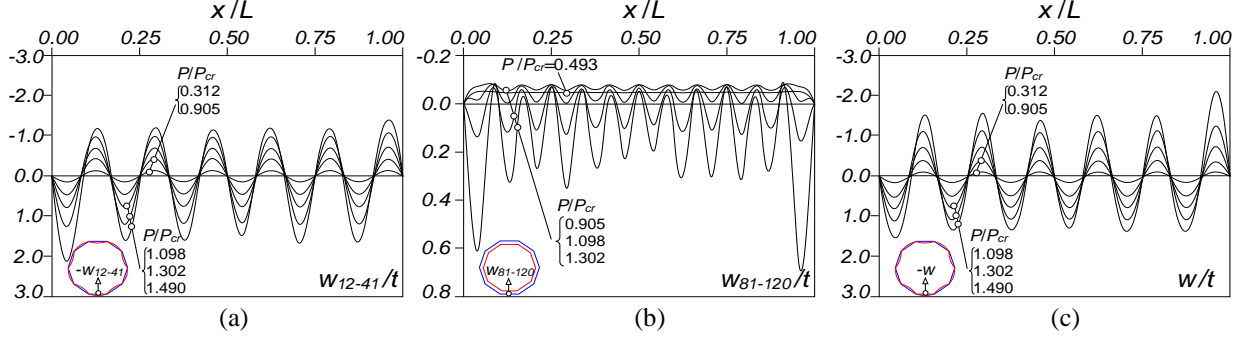 x/L
0.00 0.25 0.50 0.75 1.00
-3.0
-2.0
-1.0
0.0
1.0
2.0
3.0
P/Pcr
0.312
0.905
P/Pcr
1.098
1.302
1.490
-w12-41
w12-41/t
(a)
x/L
0.00 0.25 0.50 0.75 1.00
-0.2
0.0
0.2
0.4
0.6
0.8
P/Pcr=0.493
P/Pcr
0.905
1.098
1.302
w81-120
w81-120/t
(b)
x/L
0.00 0.25 0.50 0.75 1.00
-3.0
-2.0
-1.0
0.0
1.0
2.0
3.0
P/Pcr
0.312
0.905
P/Pcr
1.098
1.302
1.490
-w
w/t
(c)